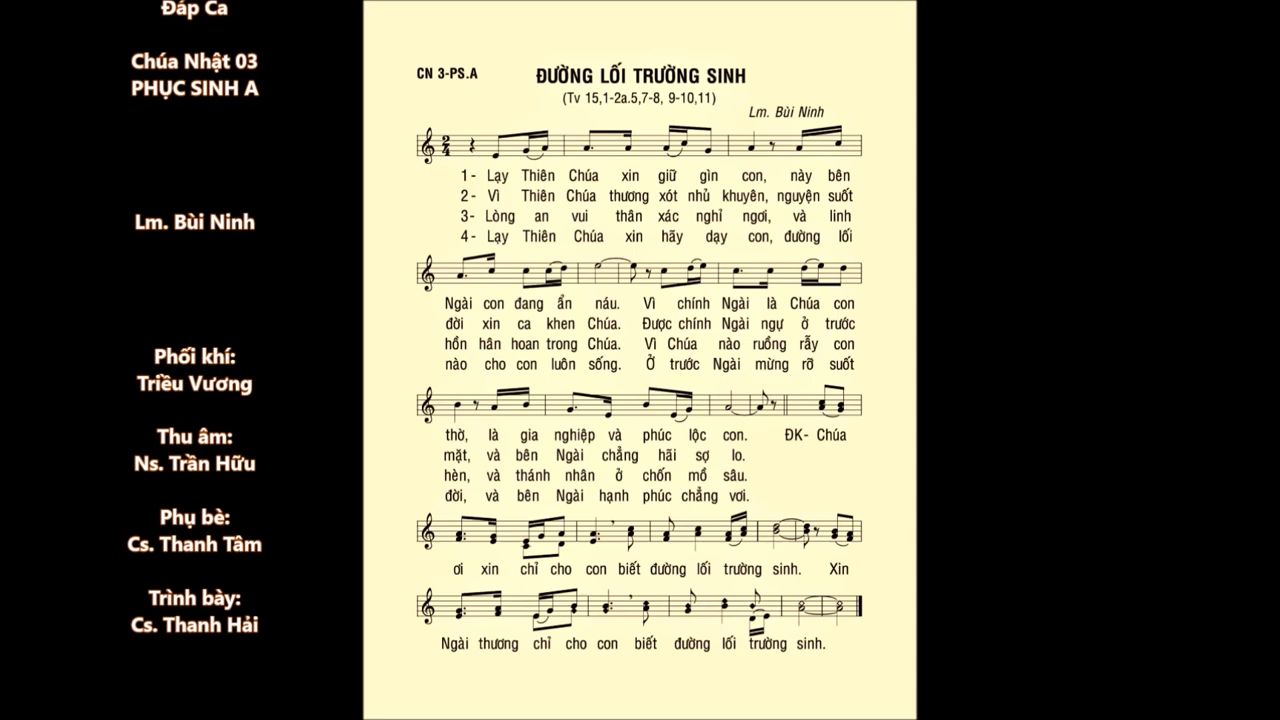 Đáp Ca
Chúa Nhật 03
PHỤC SINH A
Lm. Bùi Ninh
Phối khí:
Triều Vương
Thu âm:
Ns. Trần Hữu
Phụ bè:
Cs. Thanh Tâm
Trình bày:
Cs. Thanh Hải
CN 3-PS.A
ĐƯỜNG LỐI TRƯỜNG SINH
(Tv 15,1-2a.5,7-8, 9-10,11)
Lm. Bùi Ninh
2
4
1- Lạy Thiên Chúa xin giữ gìn con, này bên
2- Vì Thiên Chúa thương xót nhủ khuyên, nguyện suốt
3- Lòng an vui thân xác nghỉ ngơi, và linh
4- Lạy Thiên Chúa xin hãy dạy con, đường lối
Ngài con đang ẩn náu. Vì chính Ngài là Chúa con
đời xin ca khen Chúa. Được chính Ngài ngự ở trước
hồn hân hoan trong Chúa. Vì Chúa nào ruồng rẫy con
nào cho con luôn sống. Ở trước Ngài mừng rỡ suốt
thờ, là gia nghiệp và phúc lộc con. ĐK- Chúa
mặt, và bên Ngài chẳng hãi sợ lo.
hèn, và thánh nhân ở chốn mồ sâu.
đời, và bên Ngài hạnh phúc chẳng vơi.
ơi xin chỉ cho con biết đường lối trường sinh. Xin
Ngài thương chỉ cho con biết đường lối trường sinh.